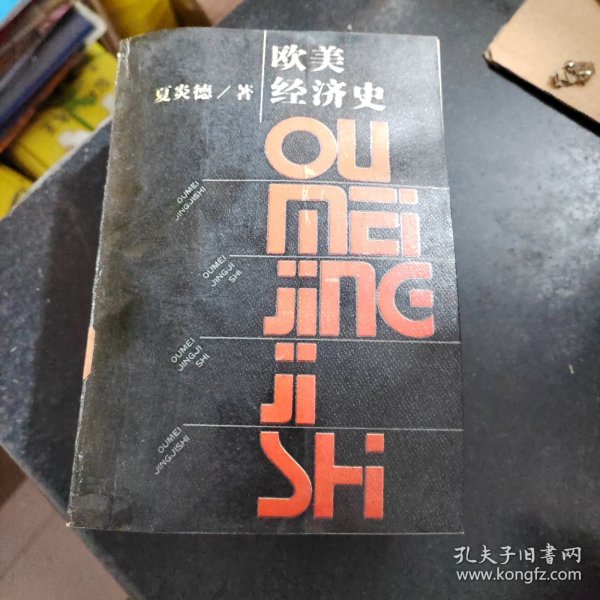 欧美
经济史
夏炎德／著
OU
MEi
jiNG
ji
SHi
OUMEI
JINGJISHI
OUMEI
JINGJI
SHI
OUMEI
JINGJI
SHI
OUMEI
JINGJISHI
孔夫子旧书网
www.kongfz.com